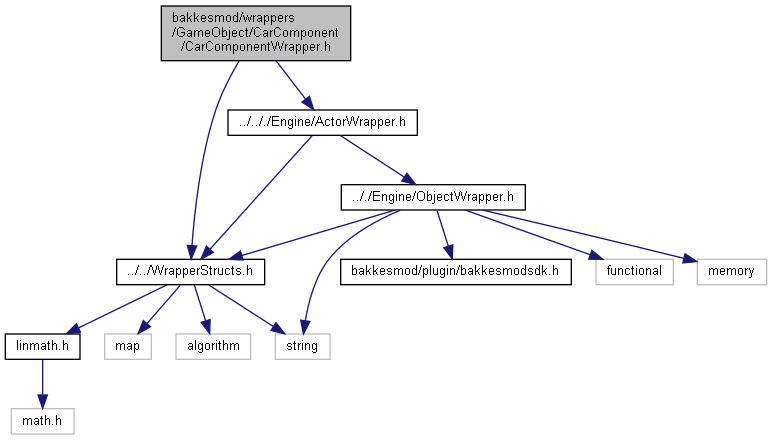 bakkesmod/wrappers
/GameObject/CarComponent
/CarComponentWrapper.h
../.././Engine/ActorWrapper.h
.././Engine/ObjectWrapper.h
../../WrapperStructs.h
bakkesmod/plugin/bakkesmodsdk.h
functional
memory
linmath.h
map
algorithm
string
math.h